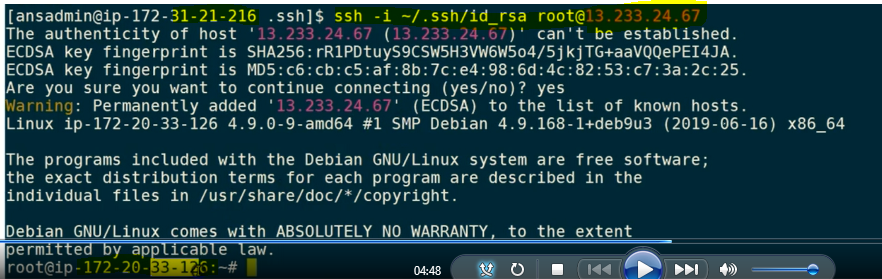 [ansadmin@ip-172-31-21-216 .ssh]$ ssh -i ~/.ssh/id_rsa root@13.233.24.67
The authenticity of host '13.233.24.67 (13.233.24.67)' can't be established.
ECDSA key fingerprint is SHA256:rR1PDtuyS9CSW5H3VW6W5o4/5jkjTG+aaVQQePEI4JA.
ECDSA key fingerprint is MD5:c6:cb:c5:af:8b:7c:e4:98:6d:4c:82:53:c7:3a:2c:25.
Are you sure you want to continue connecting (yes/no)? yes
Warning: Permanently added '13.233.24.67' (ECDSA) to the list of known hosts.
Linux ip-172-20-33-126 4.9.0-9-amd64 #1 SMP Debian 4.9.168-1+deb9u3 (2019-06-16) x86_64
The programs included with the Debian GNU/Linux system are free software;
the exact distribution terms for each program are described in the
individual files in /usr/share/doc/*/copyright.
Debian GNU/Linux comes with ABSOLUTELY NO WARRANTY, to the extent
permitted by applicable law.
root@ip-172-20-33-126:~#
04:48